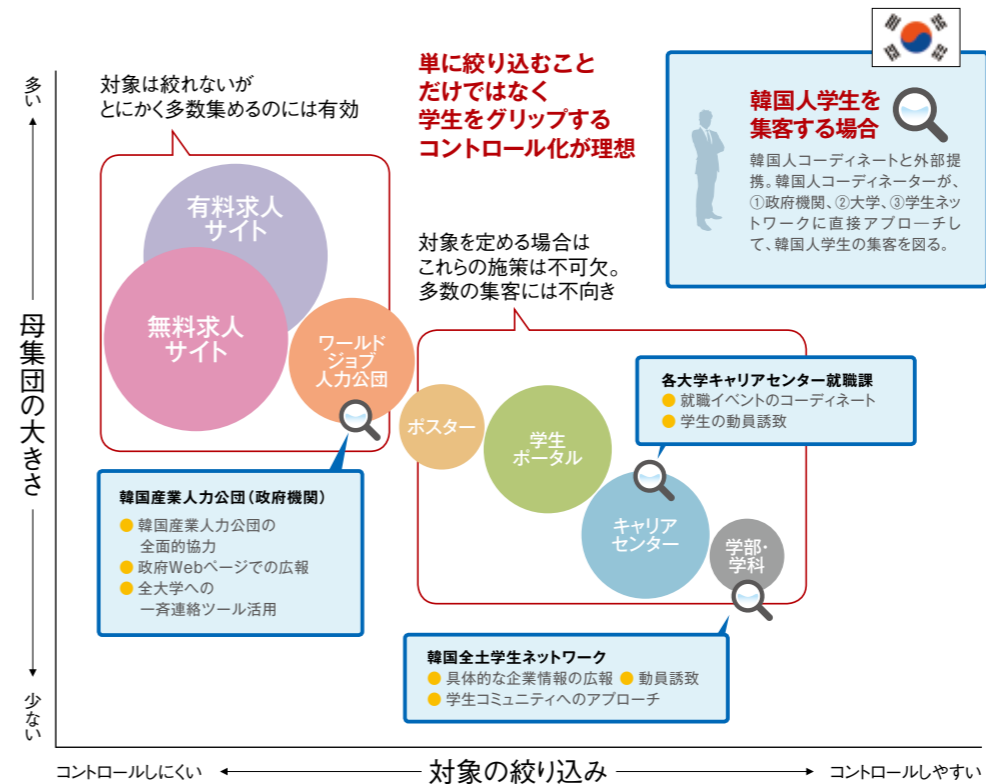 単に絞り込むこと
だけではなく
学生をグリップする
コントロール化が理想
韓国人学生を
集客する場合
韓国人コーディネートと外部提
携。韓国人コーディネーターが、
①政府機関、②大学、③学生ネッ
トワークに直接アプローチし
て、韓国人学生の集客を図る。
対象は絞れないが
とにかく多数集めるのには有効
有料求人
サイト
無料求人
サイト
ワールド
ジョブ
人力公団
対象を定める場合は
これらの施策は不可欠。
多数の集客には不向き
ポスター
学生
ポータル
キャリア
センター
学部・
学科
各大学キャリアセンター就職課
● 就職イベントのコーディネート
● 学生の動員誘致
韓国産業人力公団（政府機関）
● 韓国産業人力公団の
全面的協力
● 政府Webページでの広報
● 全大学への
一斉連絡ツール活用
韓国全土学生ネットワーク
● 具体的な企業情報の広報 ● 動員誘致
● 学生コミュニティへのアプローチ
多い
母集団の大きさ
少ない
コントロールしにくい
対象の絞り込み
コントロールしやすい